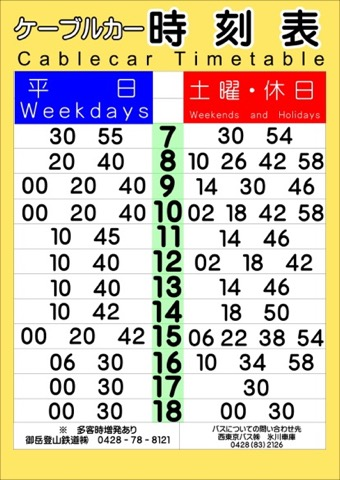 ケーブルカー 時刻表
Cablecar Timetable
平 日 土曜・休日
Weekdays Weekends and Holidays
30 55 7 30 54
20 40 8 10 26 42 58
00 20 40 9 14 30 46
00 20 40 10 02 18 42 58
10 45 11 14 46
10 40 12 02 18 42
10 40 13 14 46
10 42 14 18 50
00 20 42 15 06 22 38 54
06 30 16 10 34 58
00 30 17 30
00 30 18 00 30
※ 多客時増発あり
御岳登山鉄道㈱ 0428 - 78 - 8121
バスについての問い合わせ先
西東京バス㈱ 氷川車庫
0428 (83) 2126